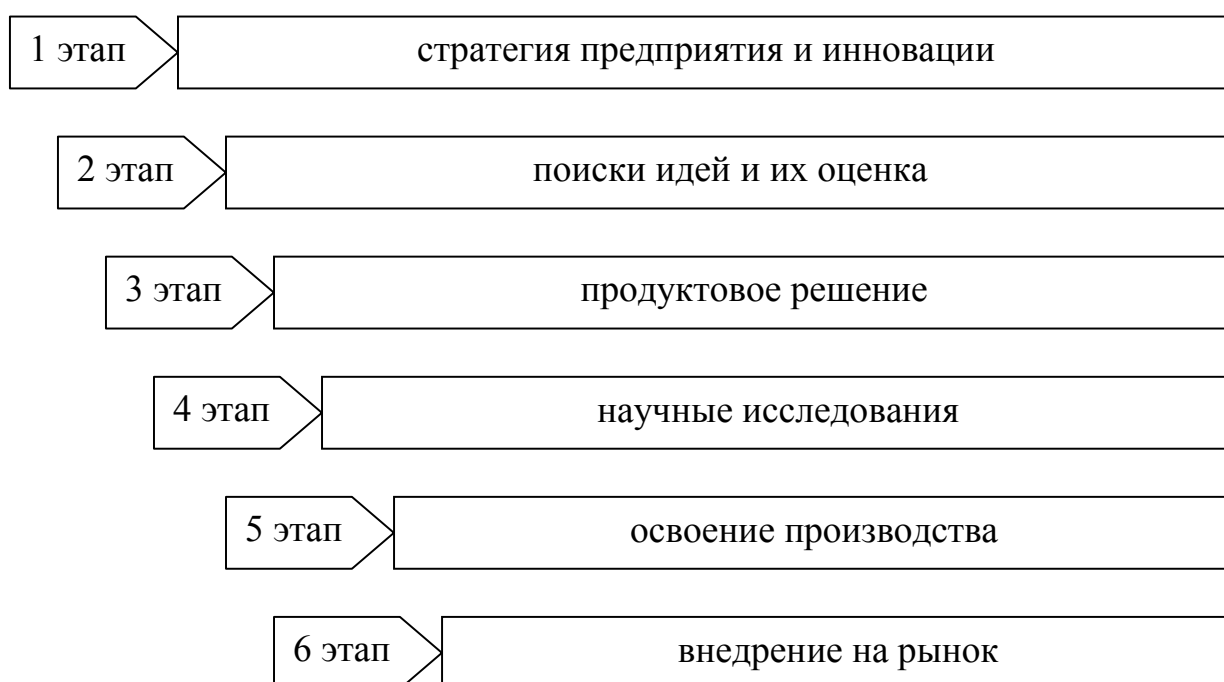 1 этап стратегия предприятия и инновации
2 этап поиски идей и их оценка
3 этап продуктовое решение
4 этап научные исследования
5 этап освоение производства
6 этап внедрение на рынок